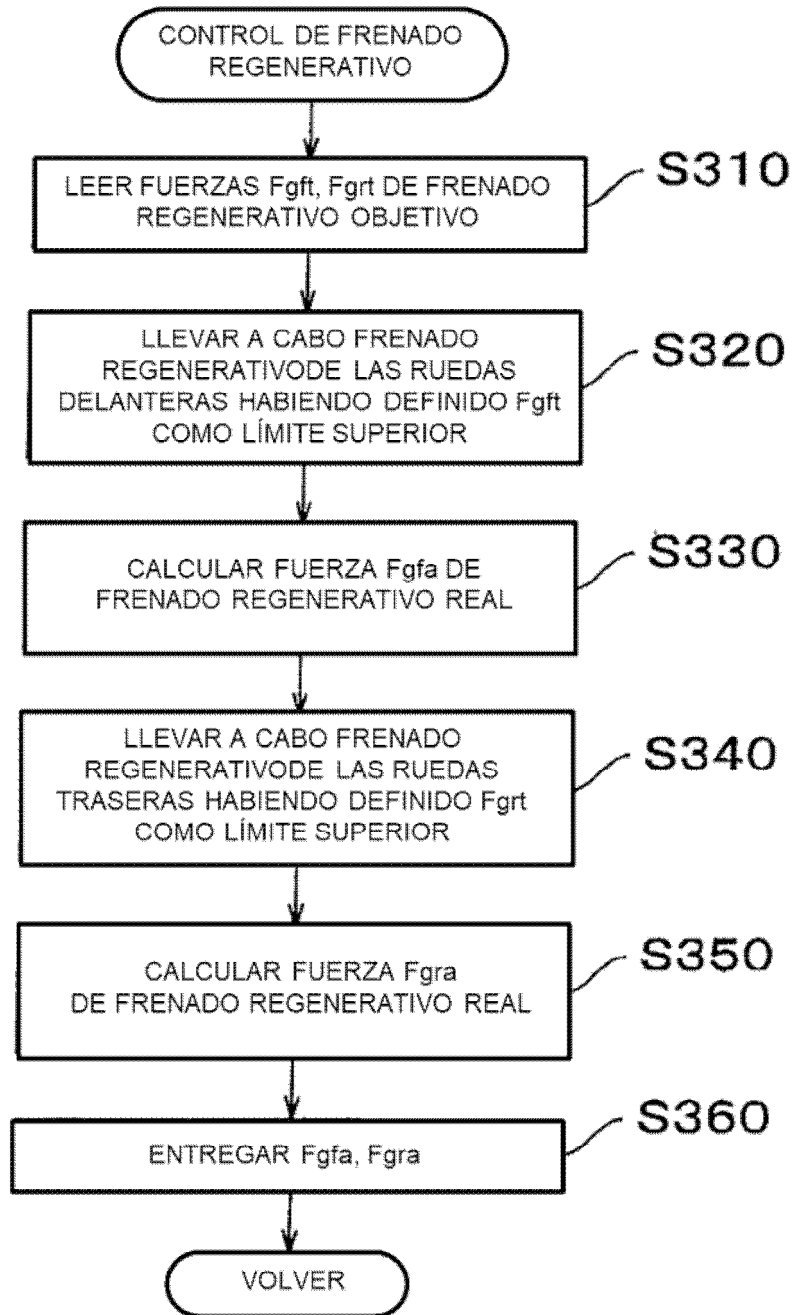 CONTROL DE FRENADO
REGENERATIVO
LEER FUERZAS Fgft, Fgrt DE FRENADO
REGENERATIVO OBJETIVO
S310
LLEVAR A CABO FRENADO
REGENERATIVODE LAS RUEDAS
DELANTERAS HABIENDO DEFINIDO Fgft
COMO LÍMITE SUPERIOR
S320
CALCULAR FUERZA Fgfa DE
FRENADO REGENERATIVO REAL
S330
LLEVAR A CABO FRENADO
REGENERATIVODE LAS RUEDAS
TRASERAS HABIENDO DEFINIDO Fgrt
COMO LÍMITE SUPERIOR
S340
CALCULAR FUERZA Fgra
DE FRENADO REGENERATIVO REAL
S350
ENTREGAR Fgfa, Fgra
S360
VOLVER